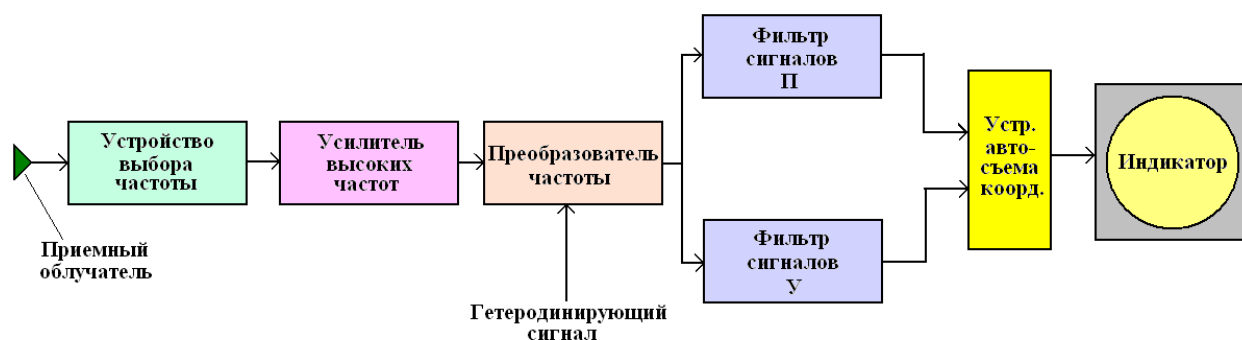 Фильтр
сигналов
П
Устройство
выбора
частоты
Усилитель
высоких
частот
Преобразователь
частоты
Устр.
авто-
съема
коорд.
Индикатор
Приемный
облучатель
Фильтр
сигналов
У
Гетеродинирующий
сигнал